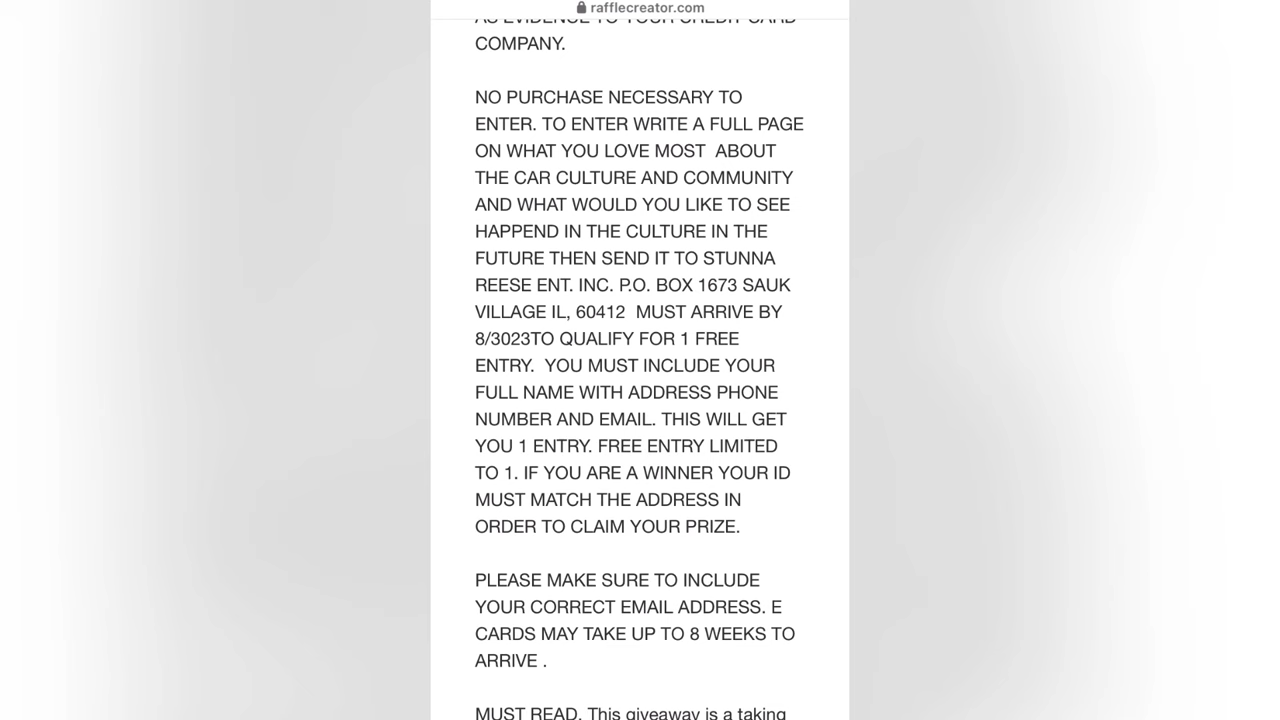 rafflecreator.com
AS EVIDENCE TO YOUR CREDIT CARD
COMPANY.
NO PURCHASE NECESSARY TO
ENTER. TO ENTER WRITE A FULL PAGE
ON WHAT YOU LOVE MOST  ABOUT
THE CAR CULTURE AND COMMUNITY
AND WHAT WOULD YOU LIKE TO SEE
HAPPEND IN THE CULTURE IN THE
FUTURE THEN SEND IT TO STUNNA
REESE ENT. INC. P.O. BOX 1673 SAUK
VILLAGE IL, 60412  MUST ARRIVE BY
8/3023TO QUALIFY FOR 1 FREE
ENTRY.  YOU MUST INCLUDE YOUR
FULL NAME WITH ADDRESS PHONE
NUMBER AND EMAIL. THIS WILL GET
YOU 1 ENTRY. FREE ENTRY LIMITED
TO 1. IF YOU ARE A WINNER YOUR ID
MUST MATCH THE ADDRESS IN
ORDER TO CLAIM YOUR PRIZE.
PLEASE MAKE SURE TO INCLUDE
YOUR CORRECT EMAIL ADDRESS. E
CARDS MAY TAKE UP TO 8 WEEKS TO
ARRIVE .
MUST READ. This giveaway is a taking